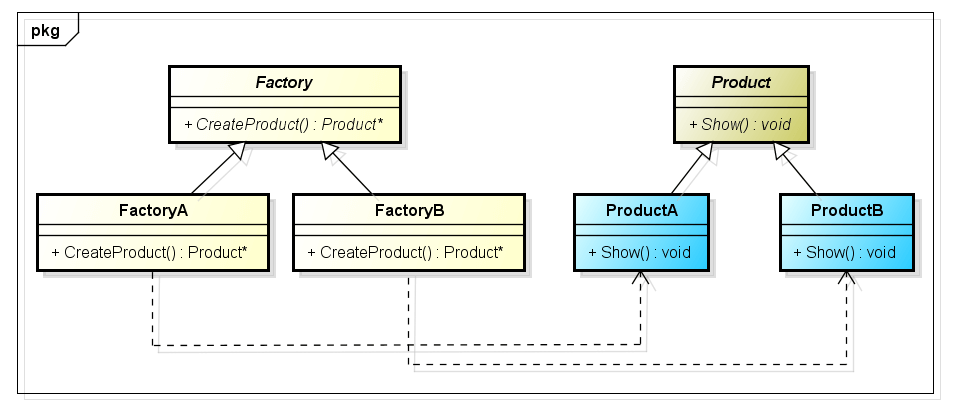 pkg
Factory
+ CreateProduct() : Product*
Product
+ Show() : void
FactoryA
+ CreateProduct() : Product*
FactoryB
+ CreateProduct() : Product*
ProductA
+ Show() : void
ProductB
+ Show() : void